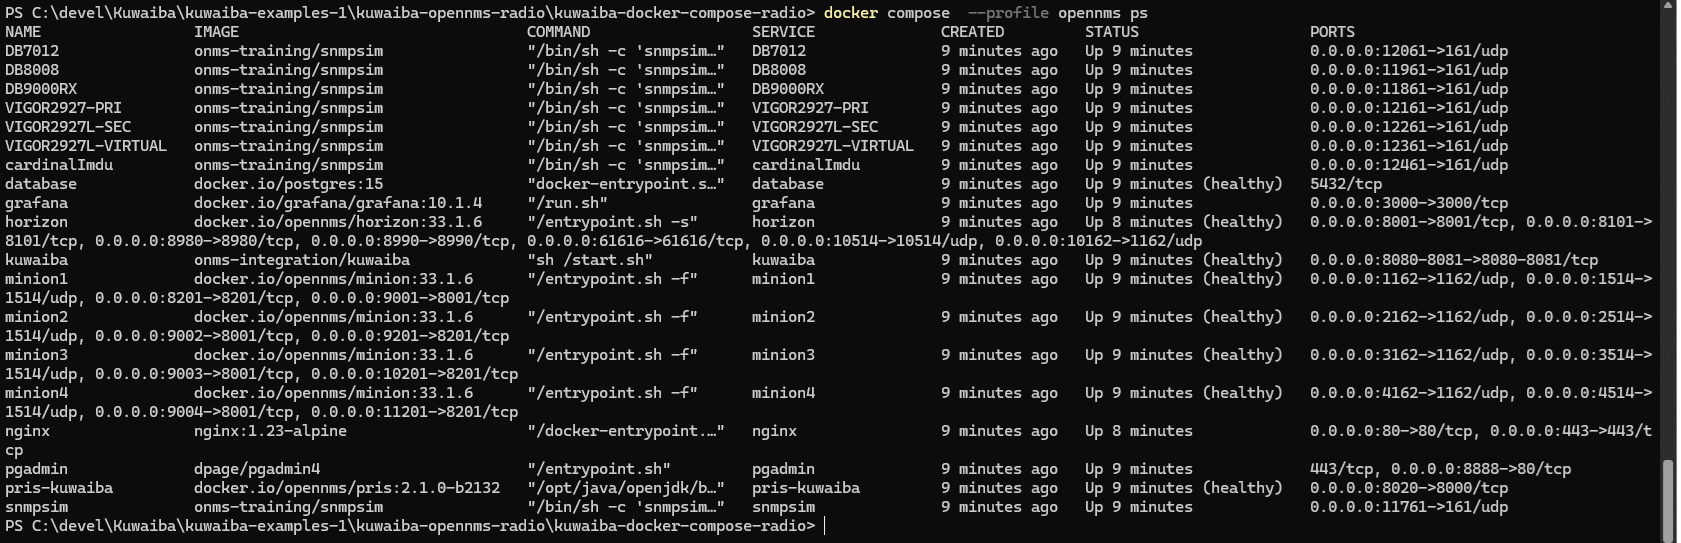 PS C:\devel\Kuwaiba\kuwaiba-examples-1\kuwaiba-opennms-radio\kuwaiba-docker-compose-radio> docker compose  --profile opennms ps
NAME                 IMAGE                                COMMAND                  SERVICE              CREATED         STATUS                   PORTS
DB7012               onms-training/snmpsim                "/bin/sh -c 'snmpsim…"   DB7012               9 minutes ago   Up 9 minutes             0.0.0.0:12061->161/udp
DB8008               onms-training/snmpsim                "/bin/sh -c 'snmpsim…"   DB8008               9 minutes ago   Up 9 minutes             0.0.0.0:11961->161/udp
DB9000RX             onms-training/snmpsim                "/bin/sh -c 'snmpsim…"   DB9000RX             9 minutes ago   Up 9 minutes             0.0.0.0:11861->161/udp
VIGOR2927-PRI        onms-training/snmpsim                "/bin/sh -c 'snmpsim…"   VIGOR2927-PRI        9 minutes ago   Up 9 minutes             0.0.0.0:12161->161/udp
VIGOR2927L-SEC       onms-training/snmpsim                "/bin/sh -c 'snmpsim…"   VIGOR2927L-SEC       9 minutes ago   Up 9 minutes             0.0.0.0:12261->161/udp
VIGOR2927L-VIRTUAL   onms-training/snmpsim                "/bin/sh -c 'snmpsim…"   VIGOR2927L-VIRTUAL   9 minutes ago   Up 9 minutes             0.0.0.0:12361->161/udp
cardinalImdu         onms-training/snmpsim                "/bin/sh -c 'snmpsim…"   cardinalImdu         9 minutes ago   Up 9 minutes             0.0.0.0:12461->161/udp
database             docker.io/postgres:15                "docker-entrypoint.s…"   database             9 minutes ago   Up 9 minutes (healthy)   5432/tcp
grafana              docker.io/grafana/grafana:10.1.4     "/run.sh"                grafana              9 minutes ago   Up 9 minutes             0.0.0.0:3000->3000/tcp
horizon              docker.io/opennms/horizon:33.1.6     "/entrypoint.sh -s"      horizon              9 minutes ago   Up 8 minutes (healthy)   0.0.0.0:8001->8001/tcp, 0.0.0.0:8101->
8101/tcp, 0.0.0.0:8980->8980/tcp, 0.0.0.0:8990->8990/tcp, 0.0.0.0:61616->61616/tcp, 0.0.0.0:10514->10514/udp, 0.0.0.0:10162->1162/udp
kuwaiba              onms-integration/kuwaiba             "sh /start.sh"           kuwaiba              9 minutes ago   Up 9 minutes (healthy)   0.0.0.0:8080-8081->8080-8081/tcp
minion1              docker.io/opennms/minion:33.1.6      "/entrypoint.sh -f"      minion1              9 minutes ago   Up 9 minutes (healthy)   0.0.0.0:1162->1162/udp, 0.0.0.0:1514->
1514/udp, 0.0.0.0:8201->8201/tcp, 0.0.0.0:9001->8001/tcp
minion2              docker.io/opennms/minion:33.1.6      "/entrypoint.sh -f"      minion2              9 minutes ago   Up 9 minutes (healthy)   0.0.0.0:2162->1162/udp, 0.0.0.0:2514->
1514/udp, 0.0.0.0:9002->8001/tcp, 0.0.0.0:9201->8201/tcp
minion3              docker.io/opennms/minion:33.1.6      "/entrypoint.sh -f"      minion3              9 minutes ago   Up 9 minutes (healthy)   0.0.0.0:3162->1162/udp, 0.0.0.0:3514->
1514/udp, 0.0.0.0:9003->8001/tcp, 0.0.0.0:10201->8201/tcp
minion4              docker.io/opennms/minion:33.1.6      "/entrypoint.sh -f"      minion4              9 minutes ago   Up 9 minutes (healthy)   0.0.0.0:4162->1162/udp, 0.0.0.0:4514->
1514/udp, 0.0.0.0:9004->8001/tcp, 0.0.0.0:11201->8201/tcp
nginx                nginx:1.23-alpine                    "/docker-entrypoint.…"   nginx                9 minutes ago   Up 8 minutes             0.0.0.0:80->80/tcp, 0.0.0.0:443->443/t
cp
pgadmin              dpage/pgadmin4                       "/entrypoint.sh"         pgadmin              9 minutes ago   Up 9 minutes             443/tcp, 0.0.0.0:8888->80/tcp
pris-kuwaiba         docker.io/opennms/pris:2.1.0-b2132   "/opt/java/openjdk/b…"   pris-kuwaiba         9 minutes ago   Up 9 minutes (healthy)   0.0.0.0:8020->8000/tcp
snmpsim              onms-training/snmpsim                "/bin/sh -c 'snmpsim…"   snmpsim              9 minutes ago   Up 9 minutes             0.0.0.0:11761->161/udp
PS C:\devel\Kuwaiba\kuwaiba-examples-1\kuwaiba-opennms-radio\kuwaiba-docker-compose-radio>